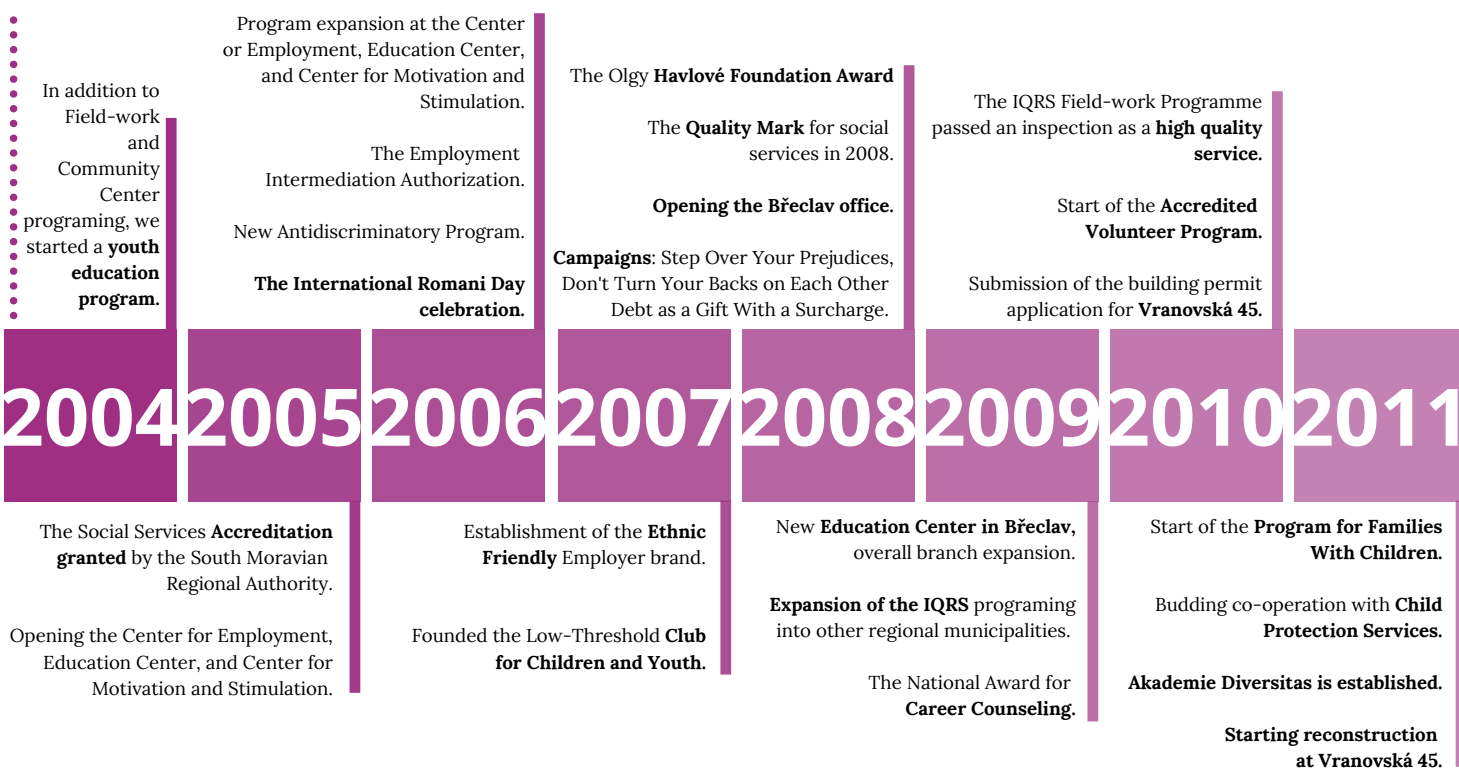 In addition to
Field-work
and
Community
Center
programing, we
started a youth
education
program.
Program expansion at the Center
or Employment, Education Center,
and Center for Motivation and
Stimulation.
The Employment
Intermediation Authorization.
New Antidiscriminatory Program.
The International Romani Day
celebration.
The Olgy Havlové Foundation Award
The Quality Mark for social
services in 2008.
Opening the Břeclav office.
Campaigns: Step Over Your Prejudices,
Don't Turn Your Backs on Each Other
Debt as a Gift With a Surcharge.
The IQRS Field-work Programme
passed an inspection as a high quality
service.
Start of the Accredited
Volunteer Program.
Submission of the building permit
application for Vranovská 45.
2004 2005 2006 2007 2008 2009 2010 2011
The Social Services Accreditation
granted by the South Moravian
Regional Authority.
Opening the Center for Employment,
Education Center, and Center for
Motivation and Stimulation.
Establishment of the Ethnic
Friendly Employer brand.
Founded the Low-Threshold Club
for Children and Youth.
New Education Center in Břeclav,
overall branch expansion.
Expansion of the IQRS programing
into other regional municipalities.
The National Award for
Career Counseling.
Start of the Program for Families
With Children.
Budding co-operation with Child
Protection Services.
Akademie Diversitas is established.
Starting reconstruction
at Vranovská 45.